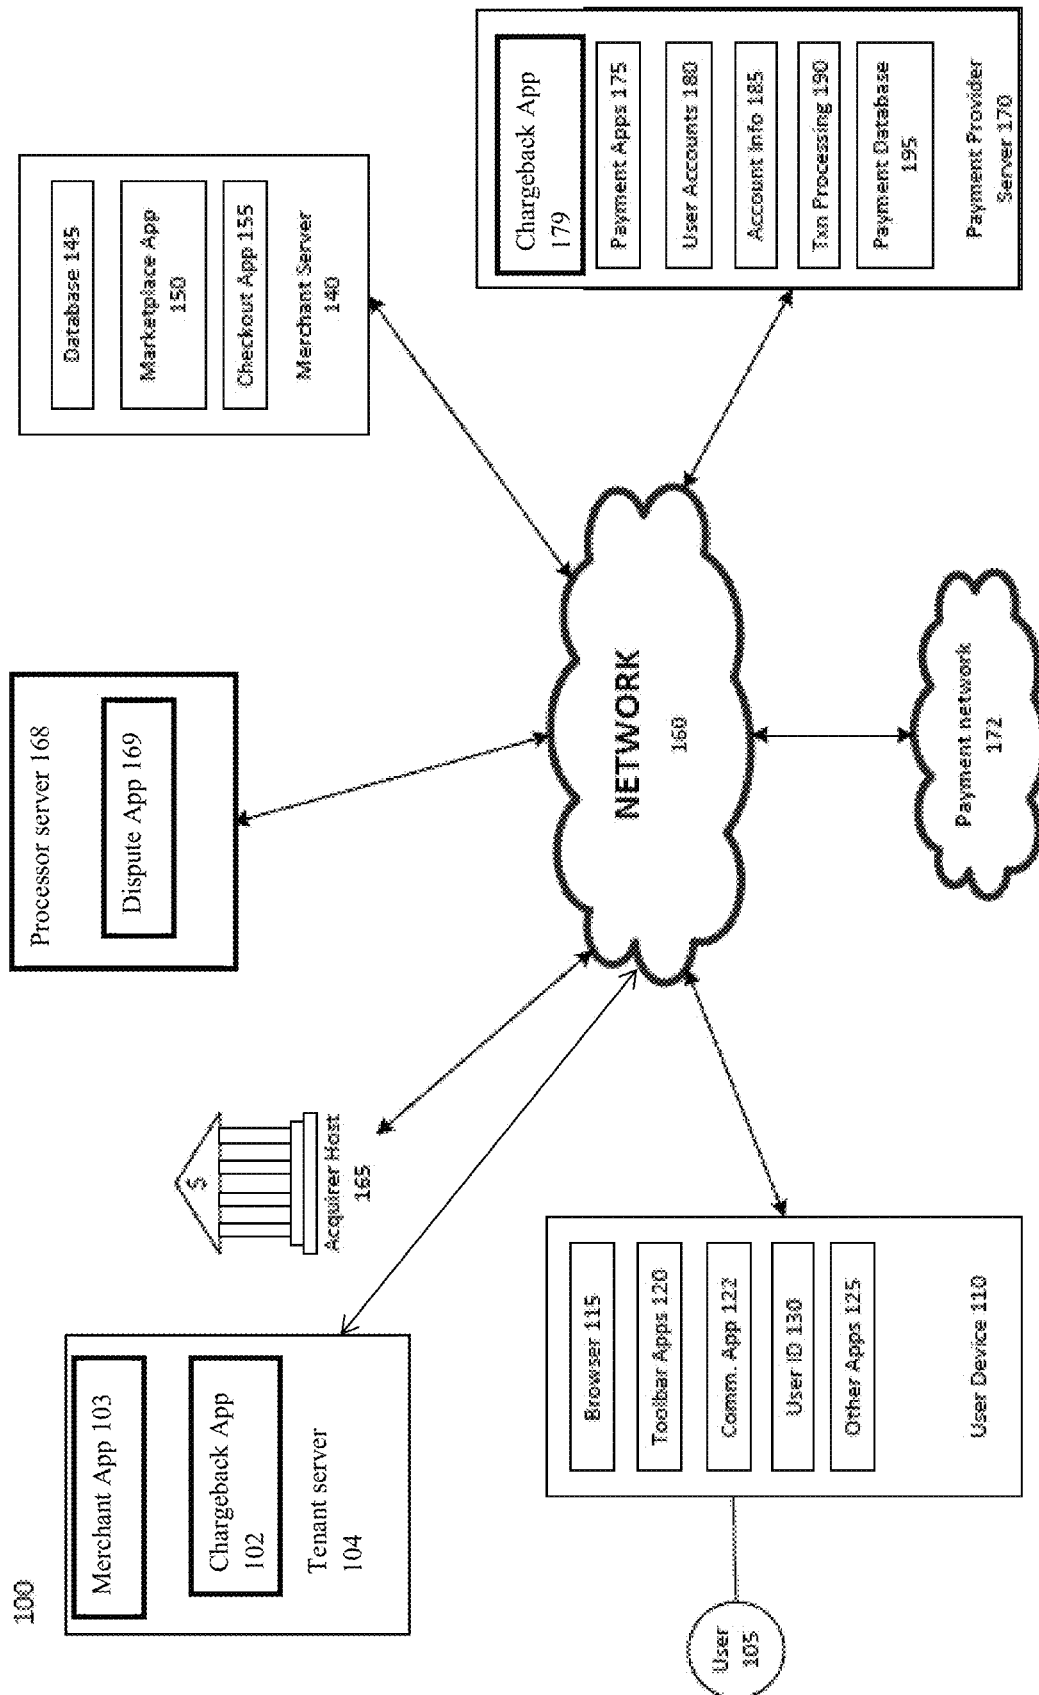 100
Merchant App 103
Chargeback App
102
Tenant server
104
$
Acquirer Host
165
Processor server 168
Dispute App 169
Database 145
Marketplace App
150
Checkout App 155
Merchant Server
140
User
105
Browser 115
Toolbar Apps 120
Comm. App 122
User ID 130
Other Apps 125
User Device 110
NETWORK
160
Payment network
172
Chargeback App
179
Payment Apps 175
User Accounts 180
Account Info 185
Txn Processing 190
Payment Database
195
Payment Provider
Server 170